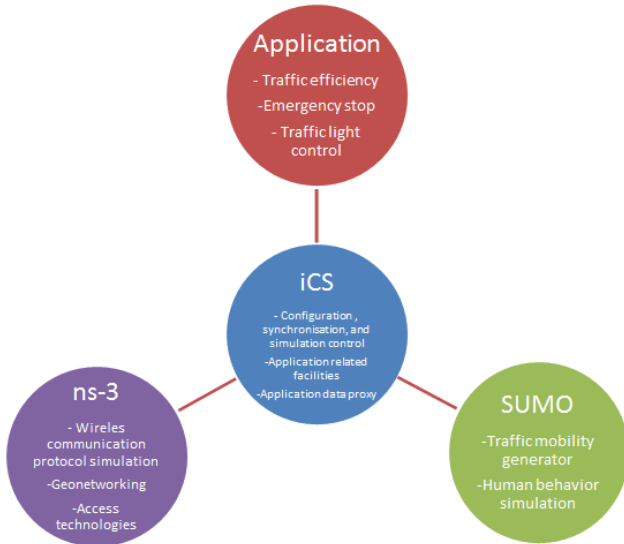 Application
- Traffic efficiency
-Emergency stop
- Traffic light
control
iCS
- Configuration ,
synchronisation, and
simulation control
-Application related
facilities
-Application data proxy
ns-3
- Wireles
communication
protocol simulation
-Geonetworking
-Access
technologies
SUMO
-Traffic mobility
generator
-Human behavior
simulation